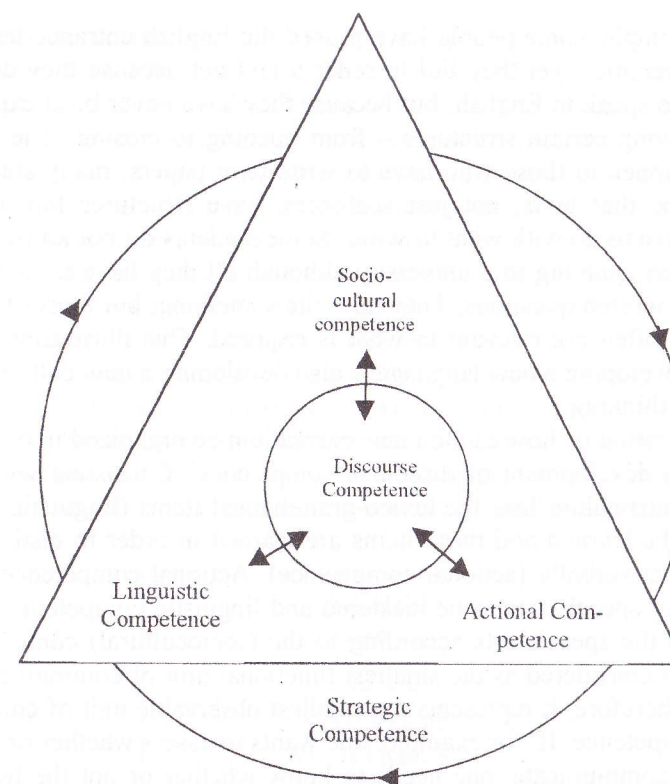 Socio-
cultural
competence
Discourse
Competence
Linguistic
Competence
Actional Com-
petence
Strategic
Competence